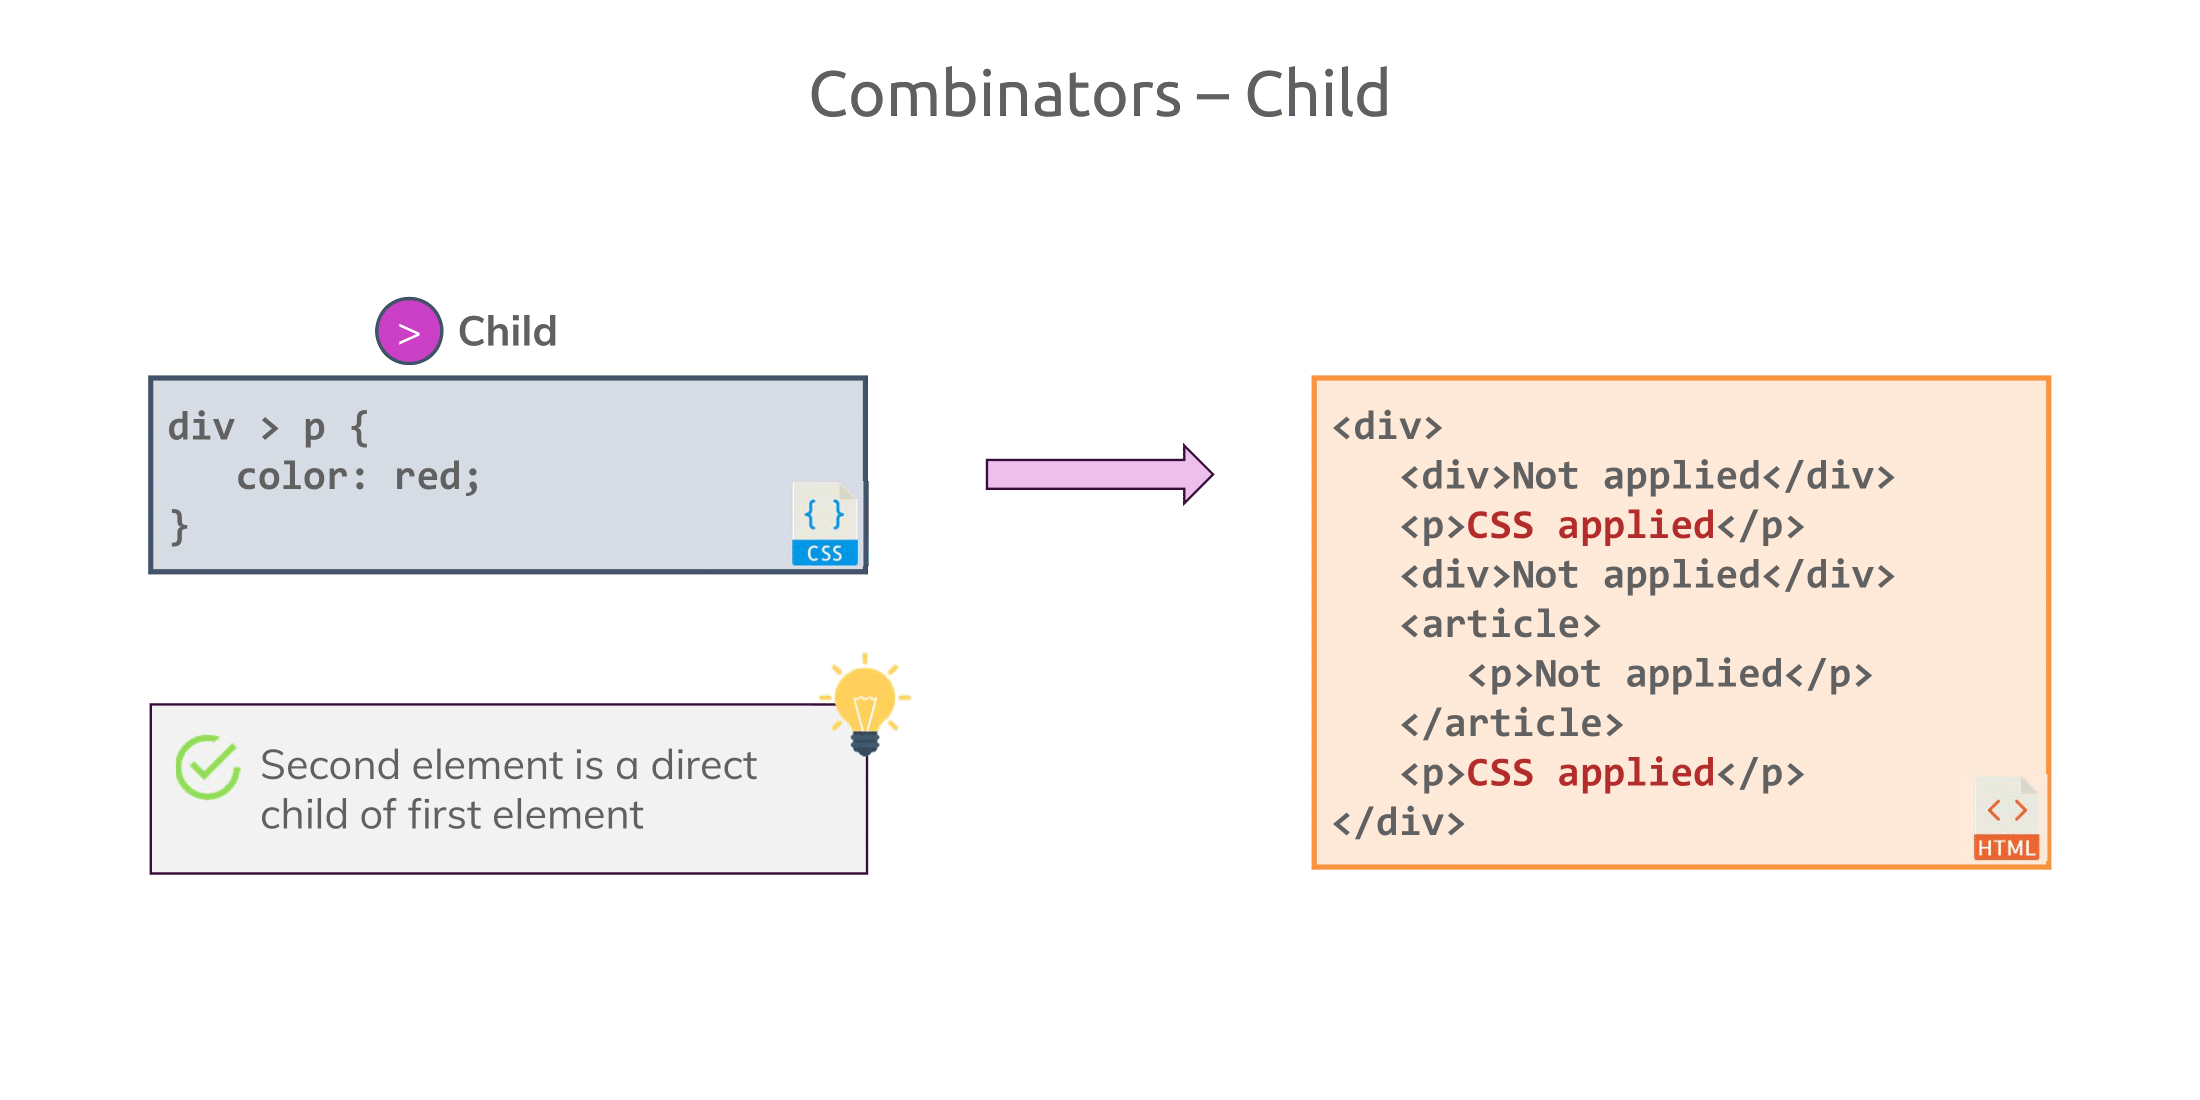 Combinators – Child
> Child
div > p {
   color: red;
}
CSS
Second element is a direct
child of first element
<div>
   <div>Not applied</div>
   <p>CSS applied</p>
   <div>Not applied</div>
   <article>
      <p>Not applied</p>
   </article>
   <p>CSS applied</p>
</div>
HTML